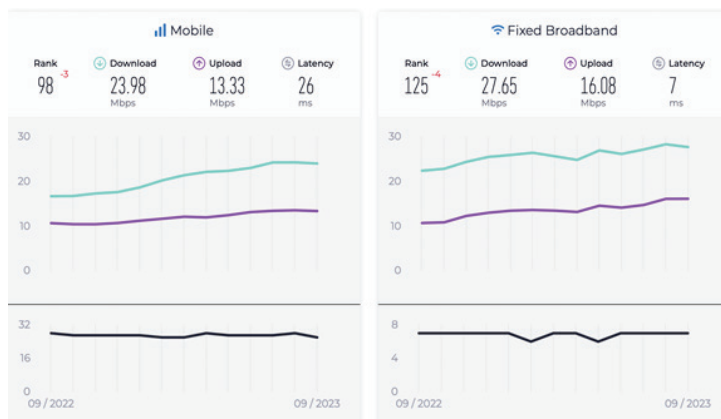 Mobile
Rank Download Upload Latency
98 -3 23.98 13.33 26
Mbps Mbps ms
30
20
10
0
32
16
0
09 / 2022 09 / 2023
Fixed Broadband
Rank Download Upload Latency
125 -4 27.65 16.08 7
Mbps Mbps ms
30
20
10
0
8
4
0
09 / 2022 09 / 2023